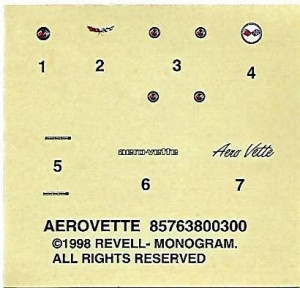 1 2 3 4
aero-vette Aero Vette
5 6 7
AEROVETTE 85763800300
©1998 REVELL- MONOGRAM.
ALL RIGHTS RESERVED